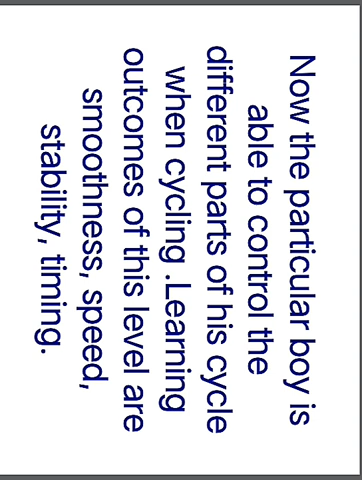 Now the particular boy is
able to control the
different parts of his cycle
when cycling .Learning
outcomes of this level are
smoothness, speed,
stability, timing.